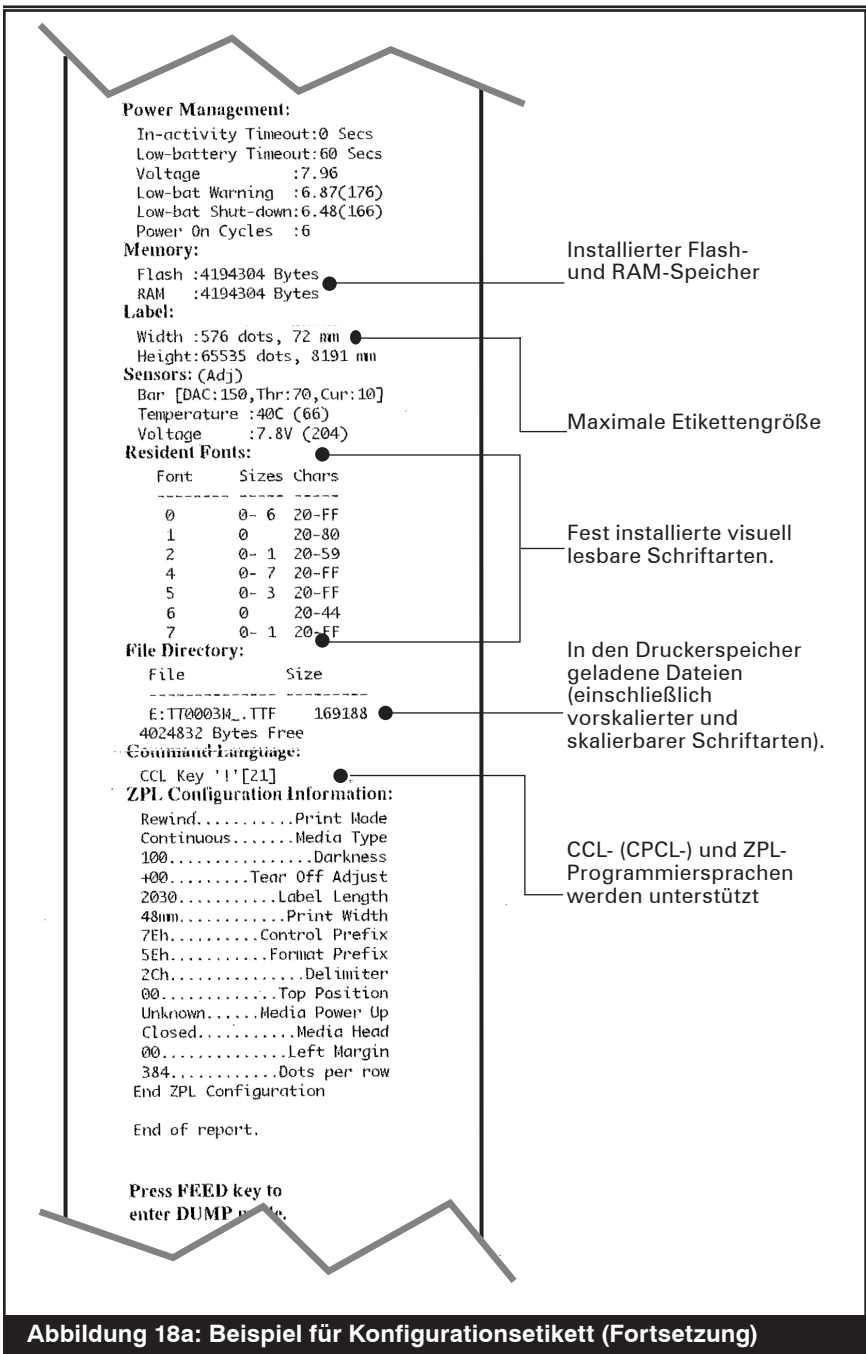 Power Management:
In-activity Timeout:0 Secs
Low-battery Timeout:60 Secs
Voltage :7.96
Low-bat Warning :6.87(176)
Low-bat Shut-down:6.48(166)
Power On Cycles :6
Memory:
Flash :4194304 Bytes
RAM :4194304 Bytes
Label:
Width :576 dots, 72 mm
Height:65535 dots, 8191 mm
Sensors: (Adj)
Bar [DAC:150,Thr:70,Cur:10]
Temperature :40C (66)
Voltage :7.8V (204)
Resident Fonts:
Font Sizes Chars
-------- ----- -----
0 0- 6 20-FF
1 0 20-80
2 0- 1 20-59
4 0- 7 20-FF
5 0- 3 20-FF
6 0 20-44
7 0- 1 20-FF
File Directory:
File Size
--------------- ---------
E:TT0003M_.TTF 169188
4024832 Bytes Free
Command Language:
CCL Key '!'[21]
ZPL Configuration Information:
Rewind...........Print Mode
Continuous.......Media Type
100................Darkness
+00.........Tear Off Adjust
2030...........Label Length
48mm............Print Width
7Eh..........Control Prefix
5Eh...........Format Prefix
2Ch...............Delimiter
00.............Top Position
Unknown......Media Power Up
Closed...........Media Head
00..............Left Margin
384............Dots per row
End ZPL Configuration
End of report.
Press FEED key to
enter DUMP
Installierter Flash-
und RAM-Speicher
Maximale Etikettengröße
Fest installierte visuell
lesbare Schriftarten.
In den Druckerspeicher
geladene Dateien
(einschließlich
vorskalierter und
skalierbarer Schriftarten).
CCL- (CPCL-) und ZPL-
Programmiersprachen
werden unterstützt
Abbildung 18a: Beispiel für Konfigurationsetikett (Fortsetzung)